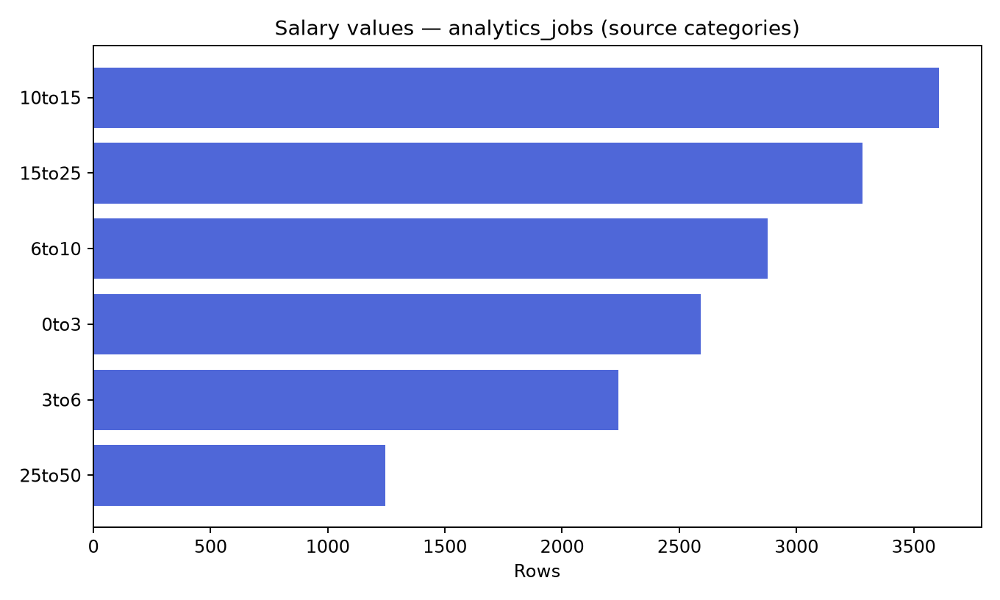 Salary values — analytics_jobs (source categories)
10to15
15to25
6to10
0to3
3to6
25to50
0 500 1000 1500 2000 2500 3000 3500
Rows